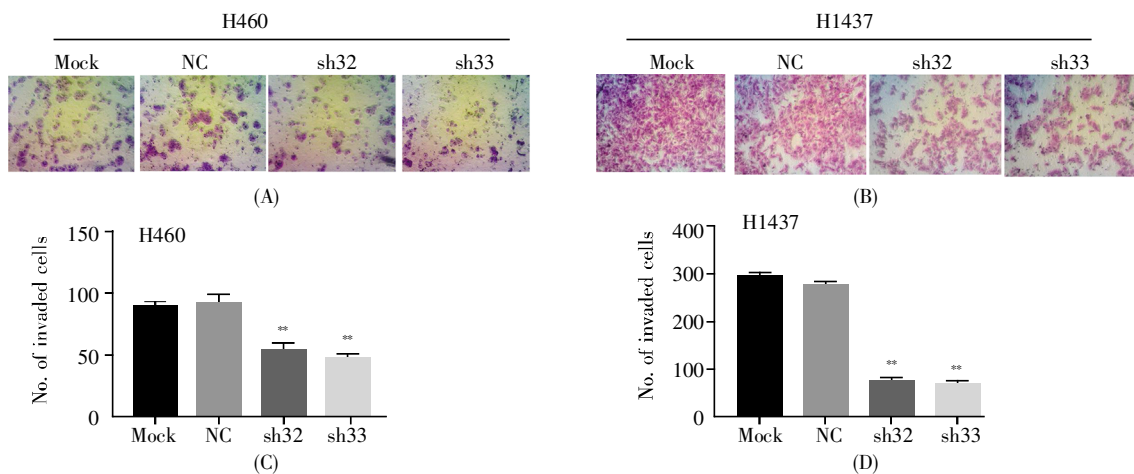 H460
Mock NC sh32 sh33
(A)
H1437
Mock NC sh32 sh33
(B)
No. of invaded cells
150
100
50
0
H460
**
**
Mock NC sh32 sh33
(C)
No. of invaded cells
400
300
200
100
0
H1437
**
**
Mock NC sh32 sh33
(D)